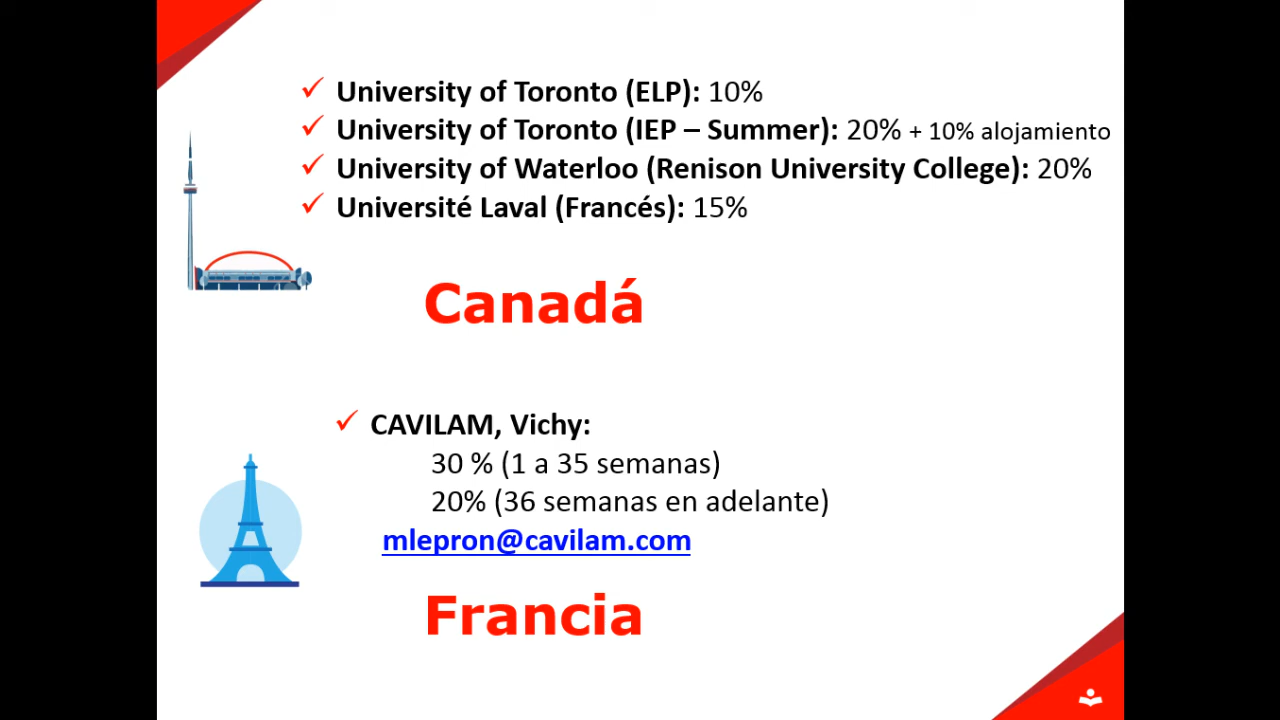 ✓ University of Toronto (ELP): 10%
✓ University of Toronto (IEP – Summer): 20% + 10% alojamiento
✓ University of Waterloo (Renison University College): 20%
✓ Université Laval (Francés): 15%
Canadá
✓ CAVILAM, Vichy:
30 % (1 a 35 semanas)
20% (36 semanas en adelante)
mlepron@cavilam.com
Francia